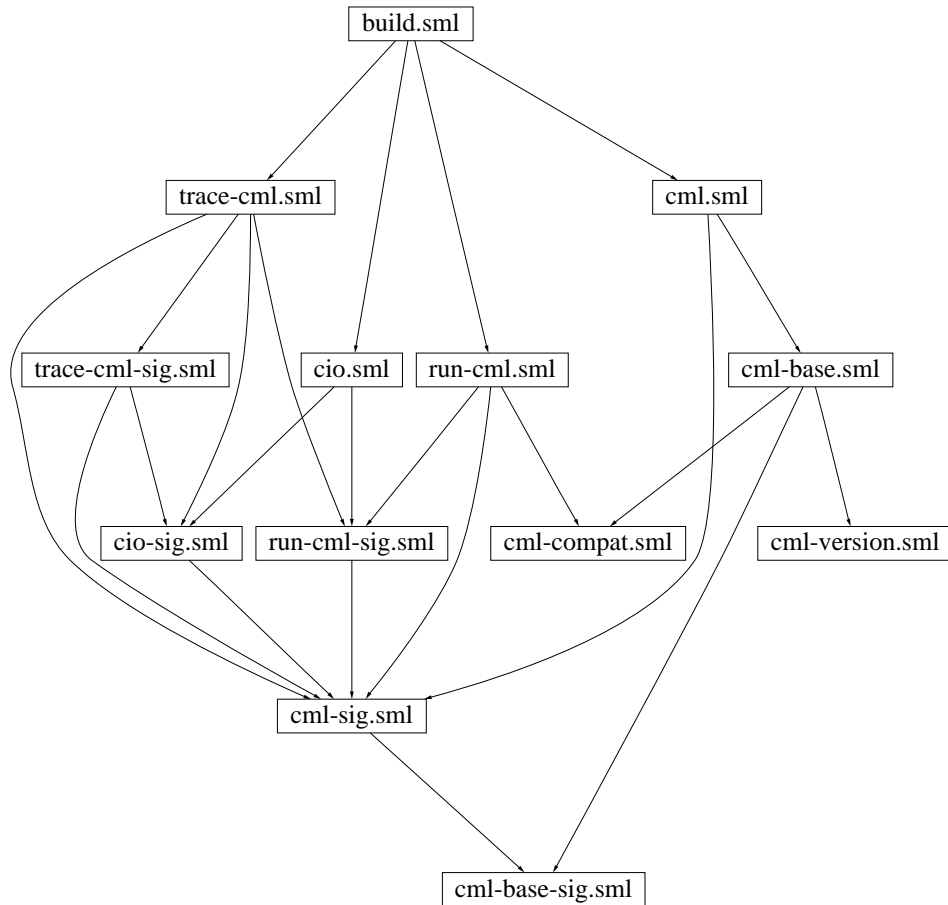 build.sml
trace-cml.sml
cml.sml
trace-cml-sig.sml
cio.sml
run-cml.sml
cml-base.sml
cio-sig.sml
run-cml-sig.sml
cml-compat.sml
cml-version.sml
cml-sig.sml
cml-base-sig.sml